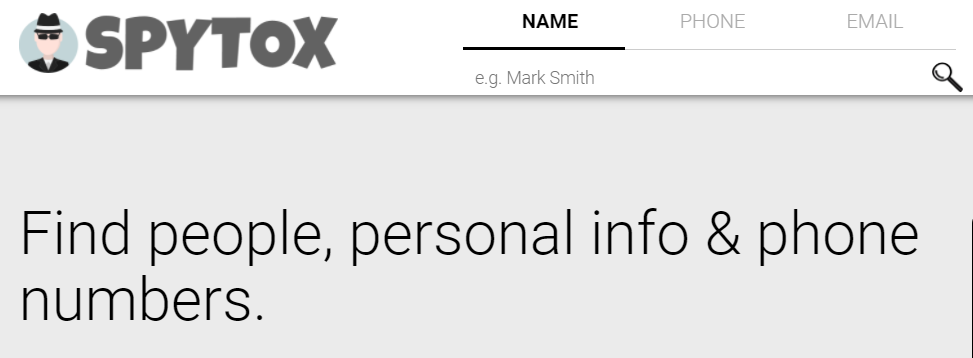 SPYTOX
NAME PHONE EMAIL
e.g. Mark Smith
Find people, personal info & phone
numbers.